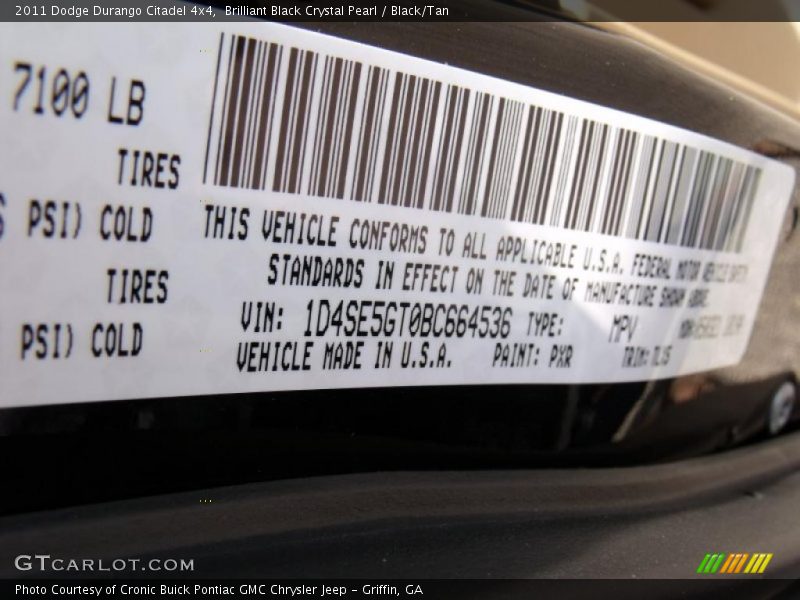 2011 Dodge Durango Citadel 4x4, Brilliant Black Crystal Pearl / Black/Tan
7100 LB
TIRES
PSI) COLD
TIRES
PSI) COLD
THIS VEHICLE CONFORMS TO ALL APPLICABLE U.S.A. FEDERAL MOTOR VEHICLE SAFETY
STANDARDS IN EFFECT ON THE DATE OF MANUFACTURE SHOWN ABOVE.
VIN: 1D4SE5GT0BC664536 TYPE: MPV
VEHICLE MADE IN U.S.A. PAINT: PXR TRIM:
GTCARLOT.COM
Photo Courtesy of Cronic Buick Pontiac GMC Chrysler Jeep – Griffin, GA